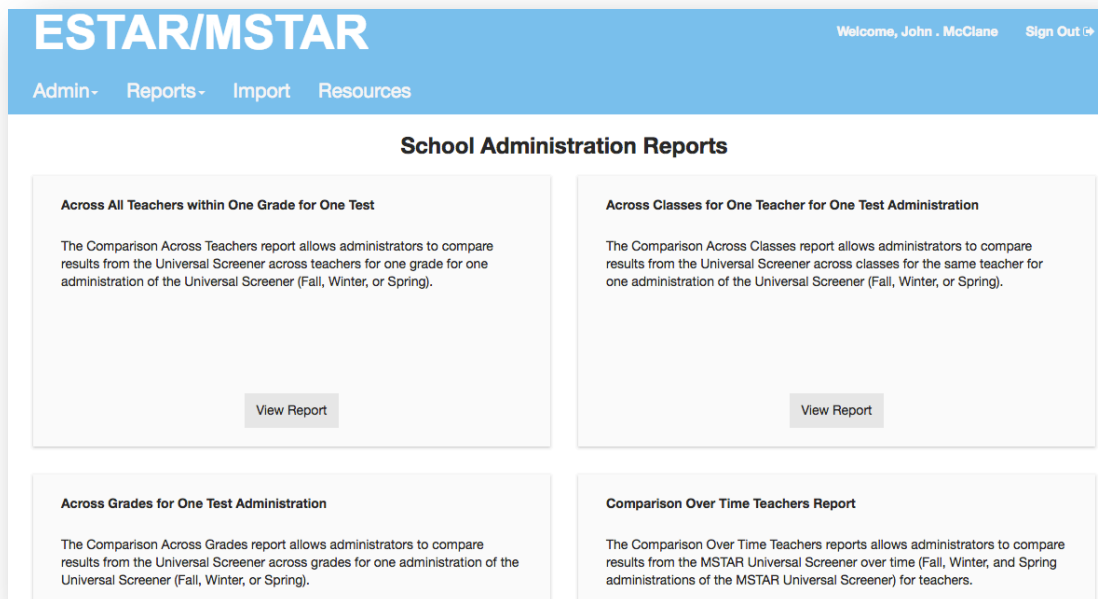 ESTAR/MSTAR
Welcome, John . McClane Sign Out
Admin Reports Import Resources
School Administration Reports
Across All Teachers within One Grade for One Test
The Comparison Across Teachers report allows administrators to compare
results from the Universal Screener across teachers for one grade for one
administration of the Universal Screener (Fall, Winter, or Spring).
View Report
Across Classes for One Teacher for One Test Administration
The Comparison Across Classes report allows administrators to compare
results from the Universal Screener across classes for the same teacher for
one administration of the Universal Screener (Fall, Winter, or Spring).
View Report
Across Grades for One Test Administration
The Comparison Across Grades report allows administrators to compare
results from the Universal Screener across grades for one administration of the
Universal Screener (Fall, Winter, or Spring).
Comparison Over Time Teachers Report
The Comparison Over Time Teachers reports allows administrators to compare
results from the MSTAR Universal Screener over time (Fall, Winter, and Spring
administrations of the MSTAR Universal Screener) for teachers.